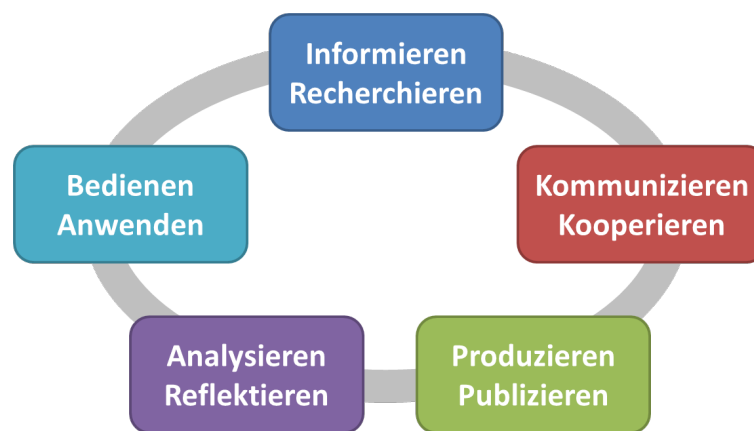 Informieren
Recherchieren
Kommunizieren
Kooperieren
Produzieren
Publizieren
Analysieren
Reflektieren
Bedienen
Anwenden